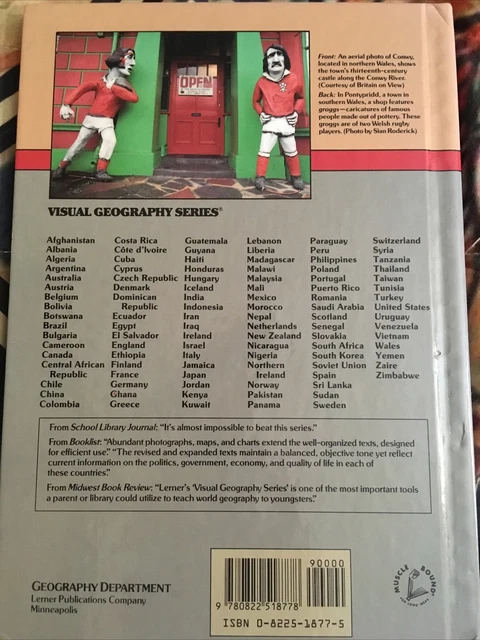 OPEN
Front: An aerial photo of Conwy,
located in northern Wales, shows
the town's thirteenth-century
castle along the Conwy River.
(Courtesy of Britain on View)
Back: In Pontypridd, a town in
southern Wales, a shop features
groggs—caricatures of famous
people made out of pottery. These
groggs are of two Welsh rugby
players. (Photo by Sian Roderick)
VISUAL GEOGRAPHY SERIES®
Afghanistan
Albania
Algeria
Argentina
Australia
Austria
Belgium
Bolivia
Botswana
Brazil
Bulgaria
Cameroon
Canada
Central African
Republic
Chile
China
Colombia
Costa Rica
Côte d'Ivoire
Cuba
Cyprus
Czech Republic
Denmark
Dominican
Republic
Ecuador
Egypt
El Salvador
England
Ethiopia
Finland
France
Germany
Ghana
Greece
Guatemala
Guyana
Haiti
Honduras
Hungary
Iceland
India
Indonesia
Iran
Iraq
Ireland
Israel
Italy
Jamaica
Japan
Jordan
Kenya
Kuwait
Lebanon
Liberia
Madagascar
Malawi
Malaysia
Mali
Mexico
Morocco
Nepal
Netherlands
New Zealand
Nicaragua
Nigeria
Northern
Ireland
Norway
Pakistan
Panama
Paraguay
Peru
Philippines
Poland
Portugal
Puerto Rico
Romania
Saudi Arabia
Scotland
Senegal
Slovakia
South Africa
South Korea
Soviet Union
Spain
Sri Lanka
Sudan
Sweden
Switzerland
Syria
Tanzania
Thailand
Taiwan
Tunisia
Turkey
United States
Uruguay
Venezuela
Vietnam
Wales
Yemen
Zaire
Zimbabwe
From School Library Journal: "It's almost impossible to beat this series."
From Booklist: "Abundant photographs, maps, and charts extend the well-organized texts, designed
for efficient use." "The revised and expanded texts maintain a balanced, objective tone yet reflect
current information on the politics, government, economy, and quality of life in each of
these countries."
From Midwest Book Review: "Lerner's 'Visual Geography Series' is one of the most important tools
a parent or library could utilize to teach world geography to youngsters."
GEOGRAPHY DEPARTMENT
Lerner Publications Company
Minneapolis
90000
9 780822 518778
ISBN 0-8225-1877-5
MUSCLE BOUND
FOR LONG WEAR